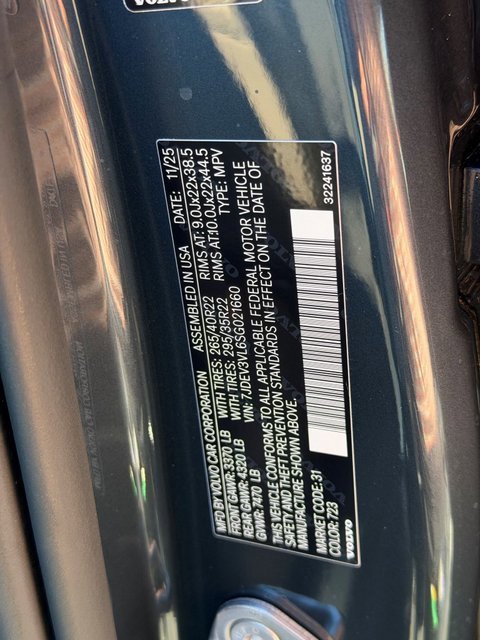 VOLVO
MFD BY VOLVO CAR CORPORATION ASSEMBLED IN USA DATE: 11/25
FRONT GAWR: 3370 LB WITH TIRES: 265/40R22 RIMS AT: 9.0Jx22x38.5
REAR GAWR: 4320 LB WITH TIRES: 295/35R22 RIMS AT: 10.0Jx22x44.5
GVWR: 7470 LB VIN: 7JDEV3VL6SG021660 TYPE: MPV
THIS VEHICLE CONFORMS TO ALL APPLICABLE FEDERAL MOTOR VEHICLE
SAFETY AND THEFT PREVENTION STANDARDS IN EFFECT ON THE DATE OF
MANUFACTURE SHOWN ABOVE.
MARKET CODE: 31
COLOR: 723
32241637
VOLVO